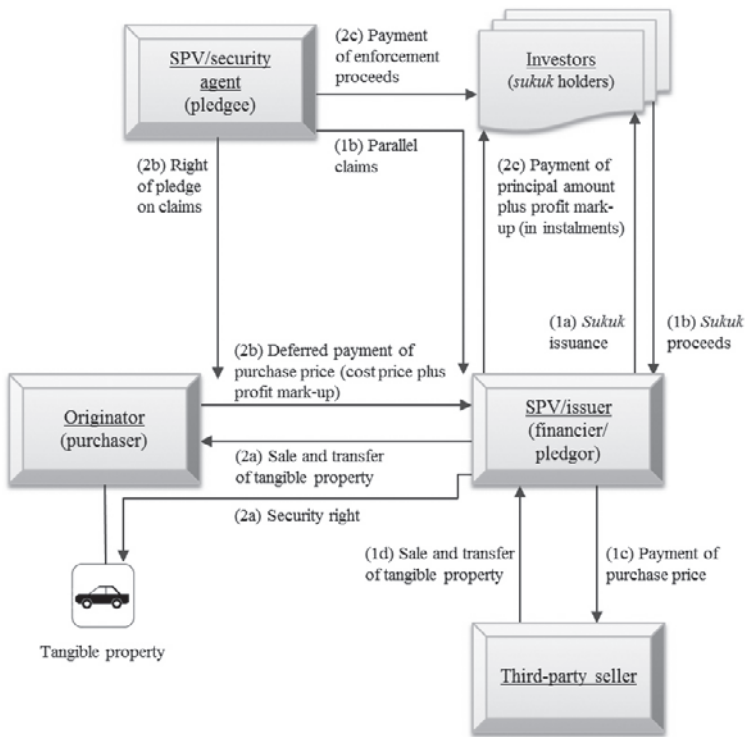 SPV/security
agent
(pledgee)
(2c) Payment
of enforcement
proceeds
Investors
(sukuk holders)
(2b) Right
of pledge
on claims
(1b) Parallel
claims
(2c) Payment of
principal amount
plus profit mark-
up (in instalments)
(1a) Sukuk
issuance
(1b) Sukuk
proceeds
(2b) Deferred payment of
purchase price (cost price plus
profit mark-up)
Originator
(purchaser)
SPV/issuer
(financier/
pledgor)
(2a) Sale and transfer
of tangible property
(2a) Security right
(1d) Sale and transfer
of tangible property
(1c) Payment of
purchase price
Tangible property
Third-party seller